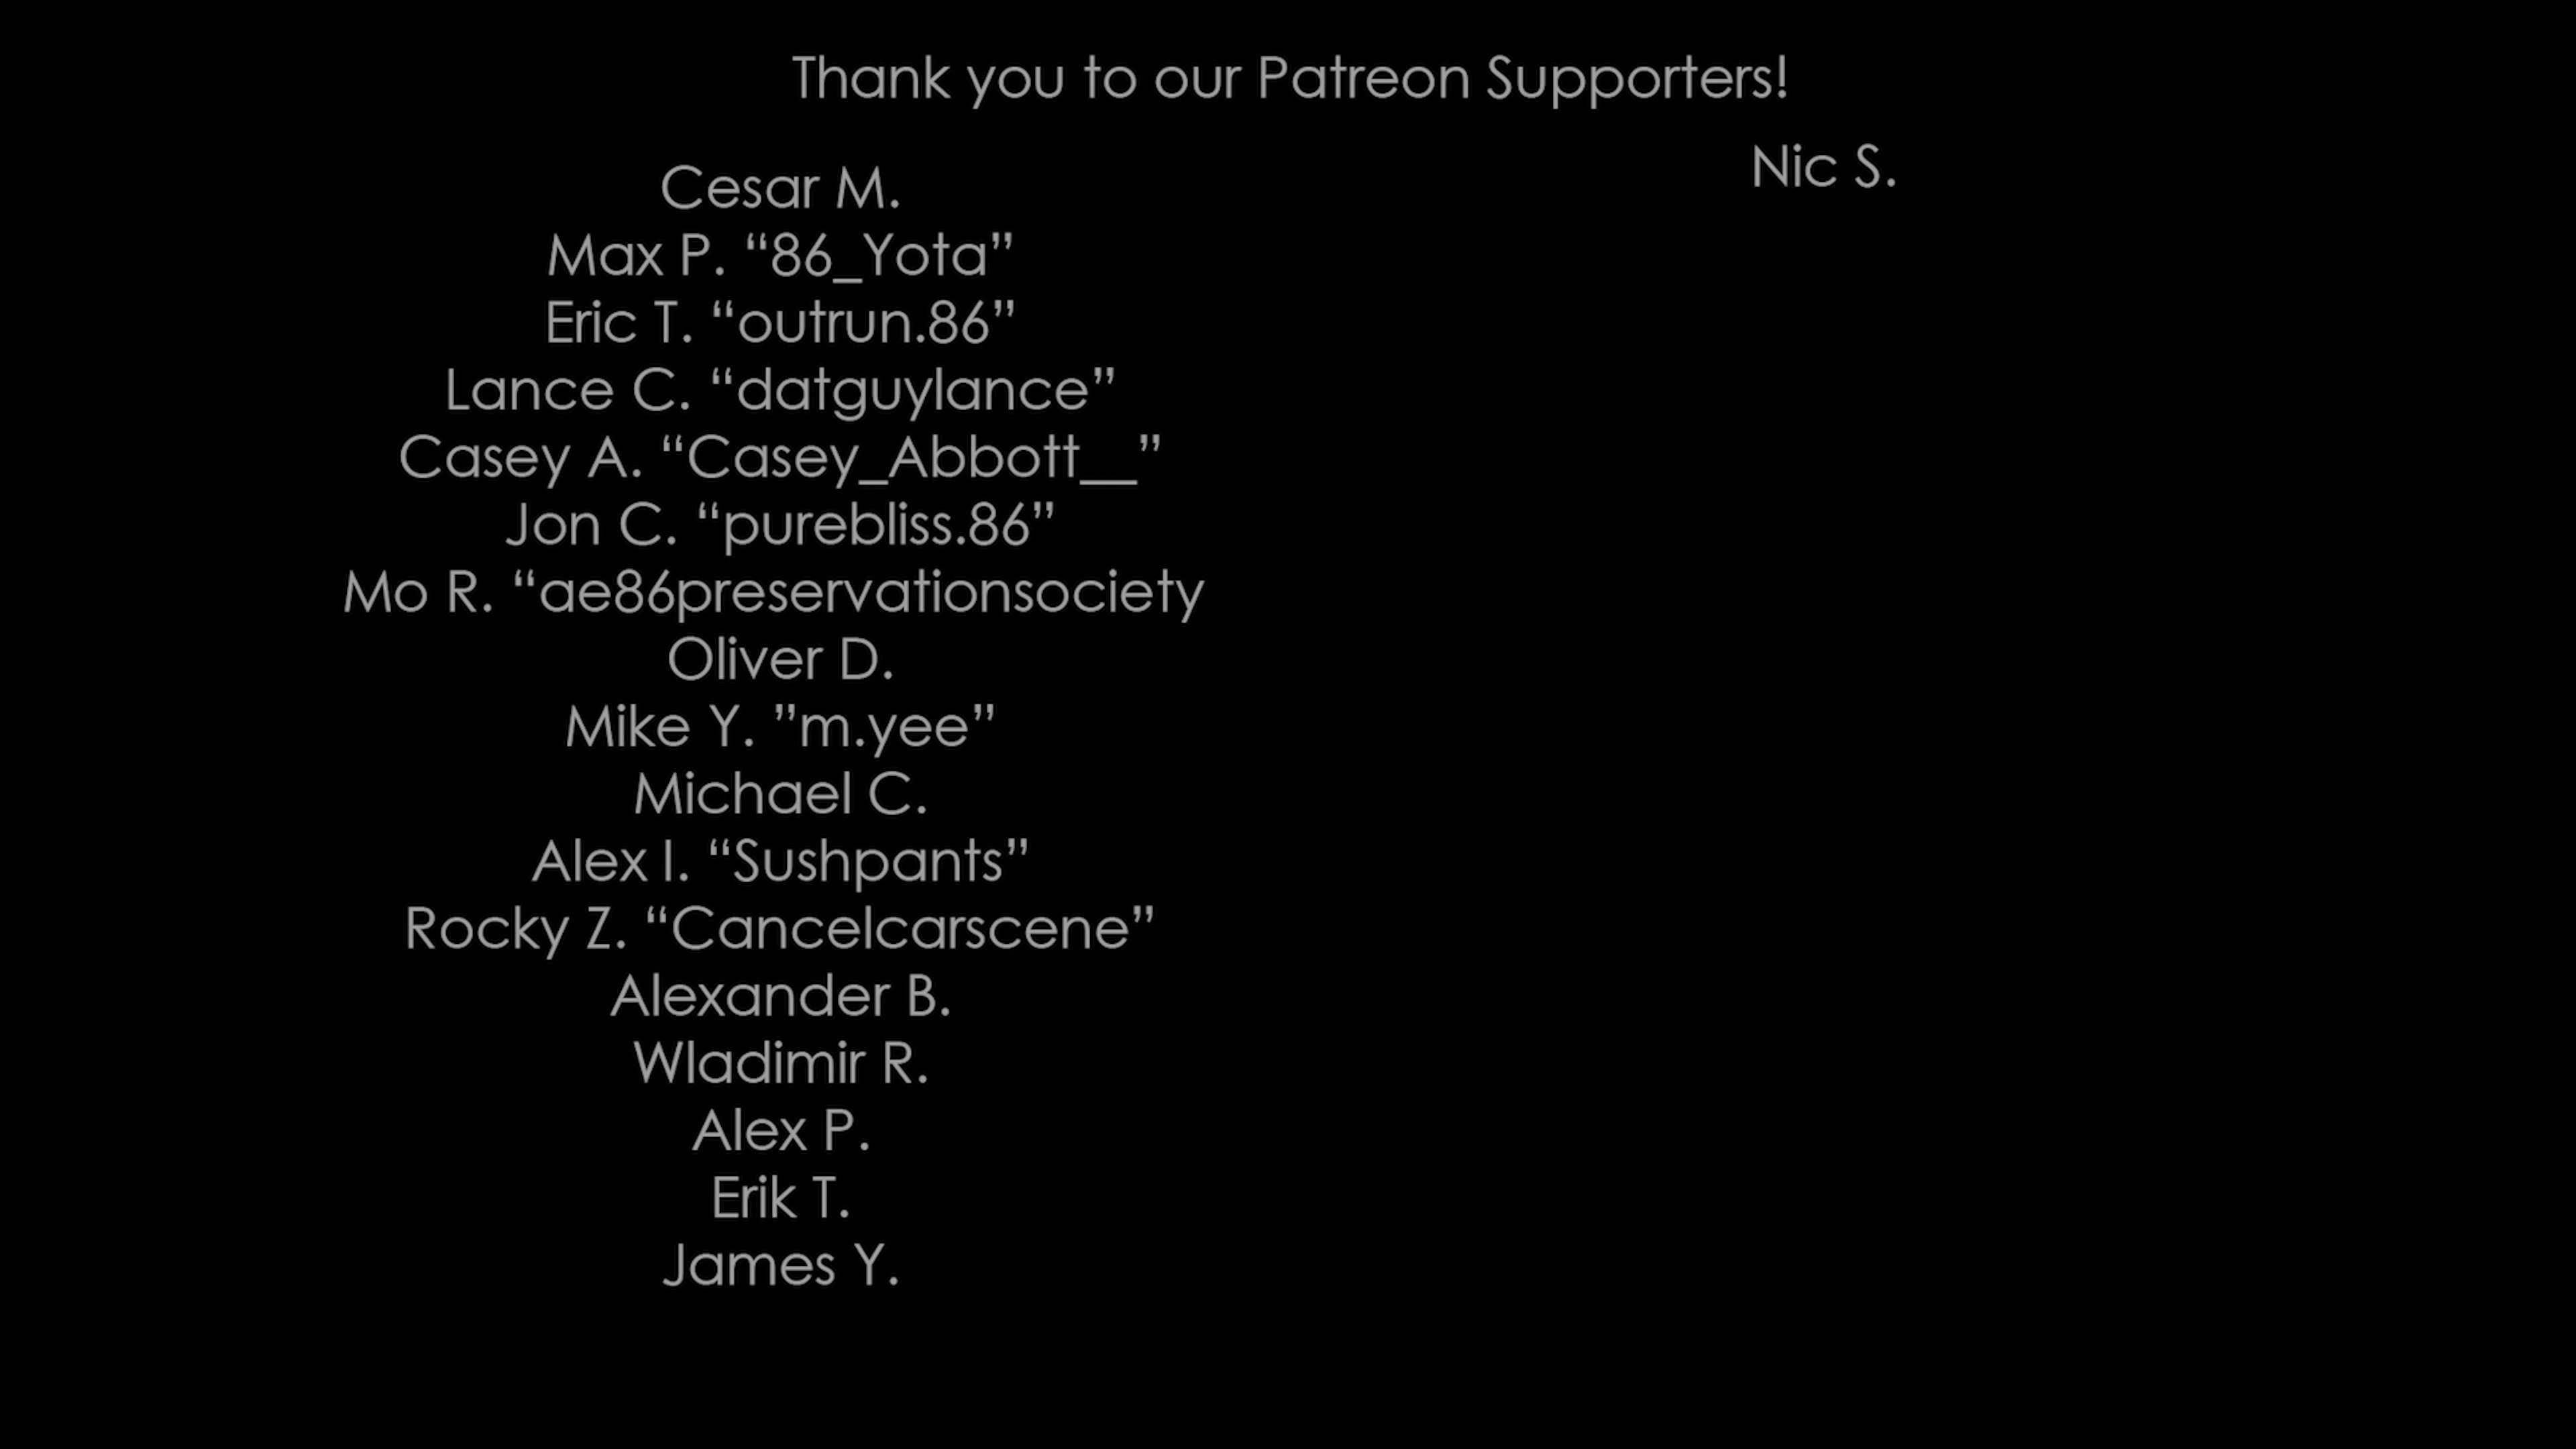 Thank you to our Patreon Supporters!
Cesar M.
Max P. “86_Yota”
Eric T. “outrun.86”
Lance C. “datguylance”
Casey A. “Casey_Abbott__”
Jon C. “purebliss.86”
Mo R. “ae86preservationsociety
Oliver D.
Mike Y. ”m.yee”
Michael C.
Alex I. “Sushpants”
Rocky Z. “Cancelcarscene”
Alexander B.
Wladimir R.
Alex P.
Erik T.
James Y.
Nic S.